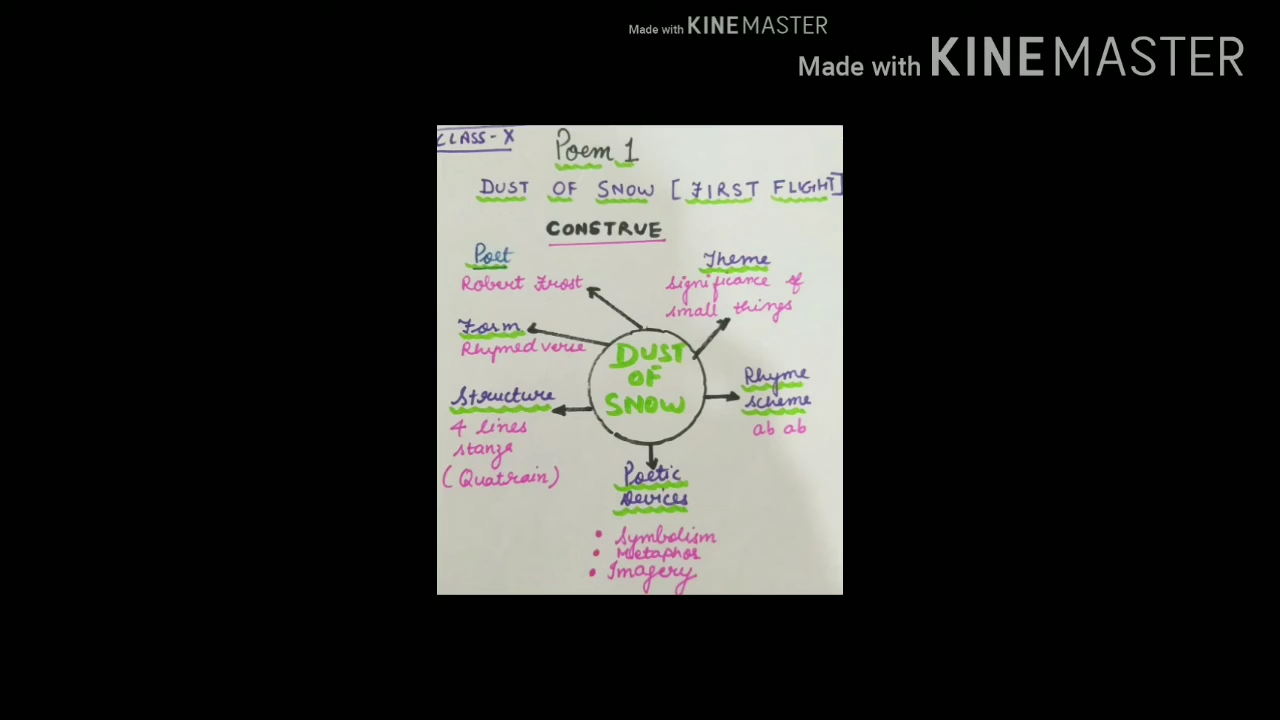 Made with KINEMASTER
Made with KINEMASTER
CLASS-X
Poem 1
DUST OF SNOW [FIRST FLIGHT]
CONSTRUE
Poet
Robert Frost
Theme
Significance of
small things
Form
Rhymed verse
DUST
OF
SNOW
Rhyme
scheme
ab ab
Structure
4 lines
stanza
(Quatrain)
Poetic
Devices
• Symbolism
• Metaphor
• Imagery